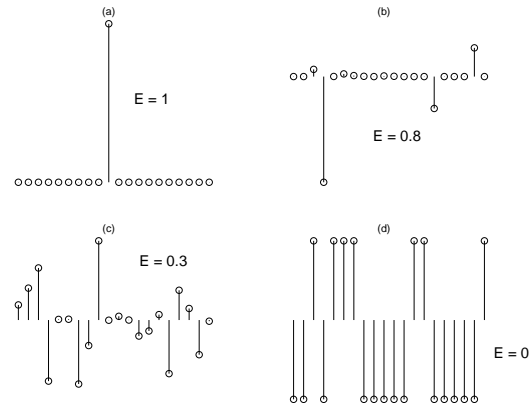 (a)
E = 1
(b)
E = 0.8
(c)
E = 0.3
(d)
E = 0